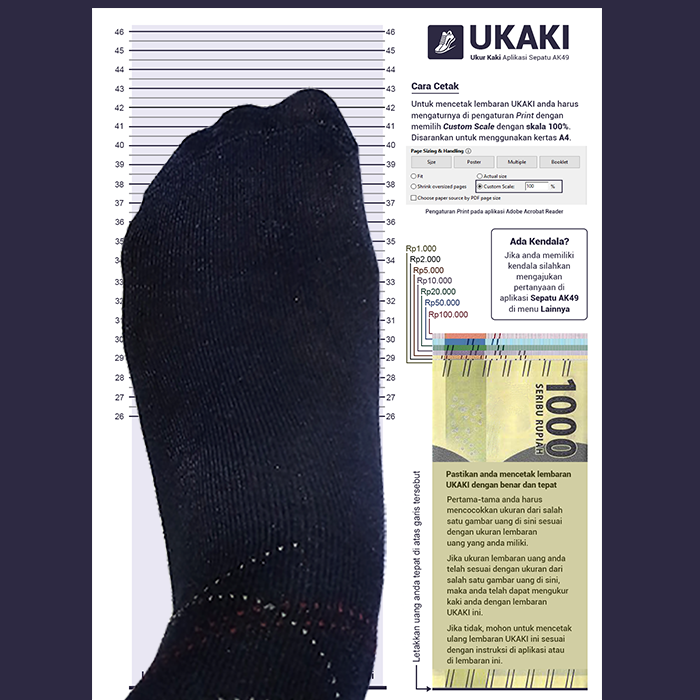 46 46
45 45
44 44
43 43
42 42
41 41
40 40
39 39
38 38
37 37
36 36
35 35
34 34
33 33
32 32
31 31
30 30
29 29
28 28
27 27
26 26
UKAKI
Ukur Kaki Aplikasi Sepatu AK49
Cara Cetak
Untuk mencetak lembaran UKAKI anda harus
mengaturnya di pengaturan Print dengan
memilih Custom Scale dengan skala 100%.
Disarankan untuk menggunakan kertas A4.
Page Sizing & Handling
Size Poster Multiple Booklet
Fit Actual size
Shrink oversized pages Custom Scale: 100 %
Choose paper source by PDF page size
Pengaturan Print pada aplikasi Adobe Acrobat Reader
Ada Kendala?
Jika anda memiliki
kendala silahkan
mengajukan
pertanyaan di
aplikasi Sepatu AK49
di menu Lainnya
Rp1.000
Rp2.000
Rp5.000
Rp10.000
Rp20.000
Rp50.000
Rp100.000
1000
SERIBU RUPIAH
Letakkan uang anda tepat di atas garis tersebut
Pastikan anda mencetak lembaran
UKAKI dengan benar dan tepat
Pertama-tama anda harus
mencocokkan ukuran dari salah
satu gambar uang di sini sesuai
dengan ukuran lembaran
uang yang anda miliki.
Jika ukuran lembaran uang anda
telah sesuai dengan ukuran dari
salah satu gambar uang di sini,
maka anda telah dapat mengukur
kaki anda dengan lembaran
UKAKI ini.
Jika tidak, mohon untuk mencetak
ulang lembaran UKAKI ini sesuai
dengan instruksi di aplikasi atau
di lembaran ini.